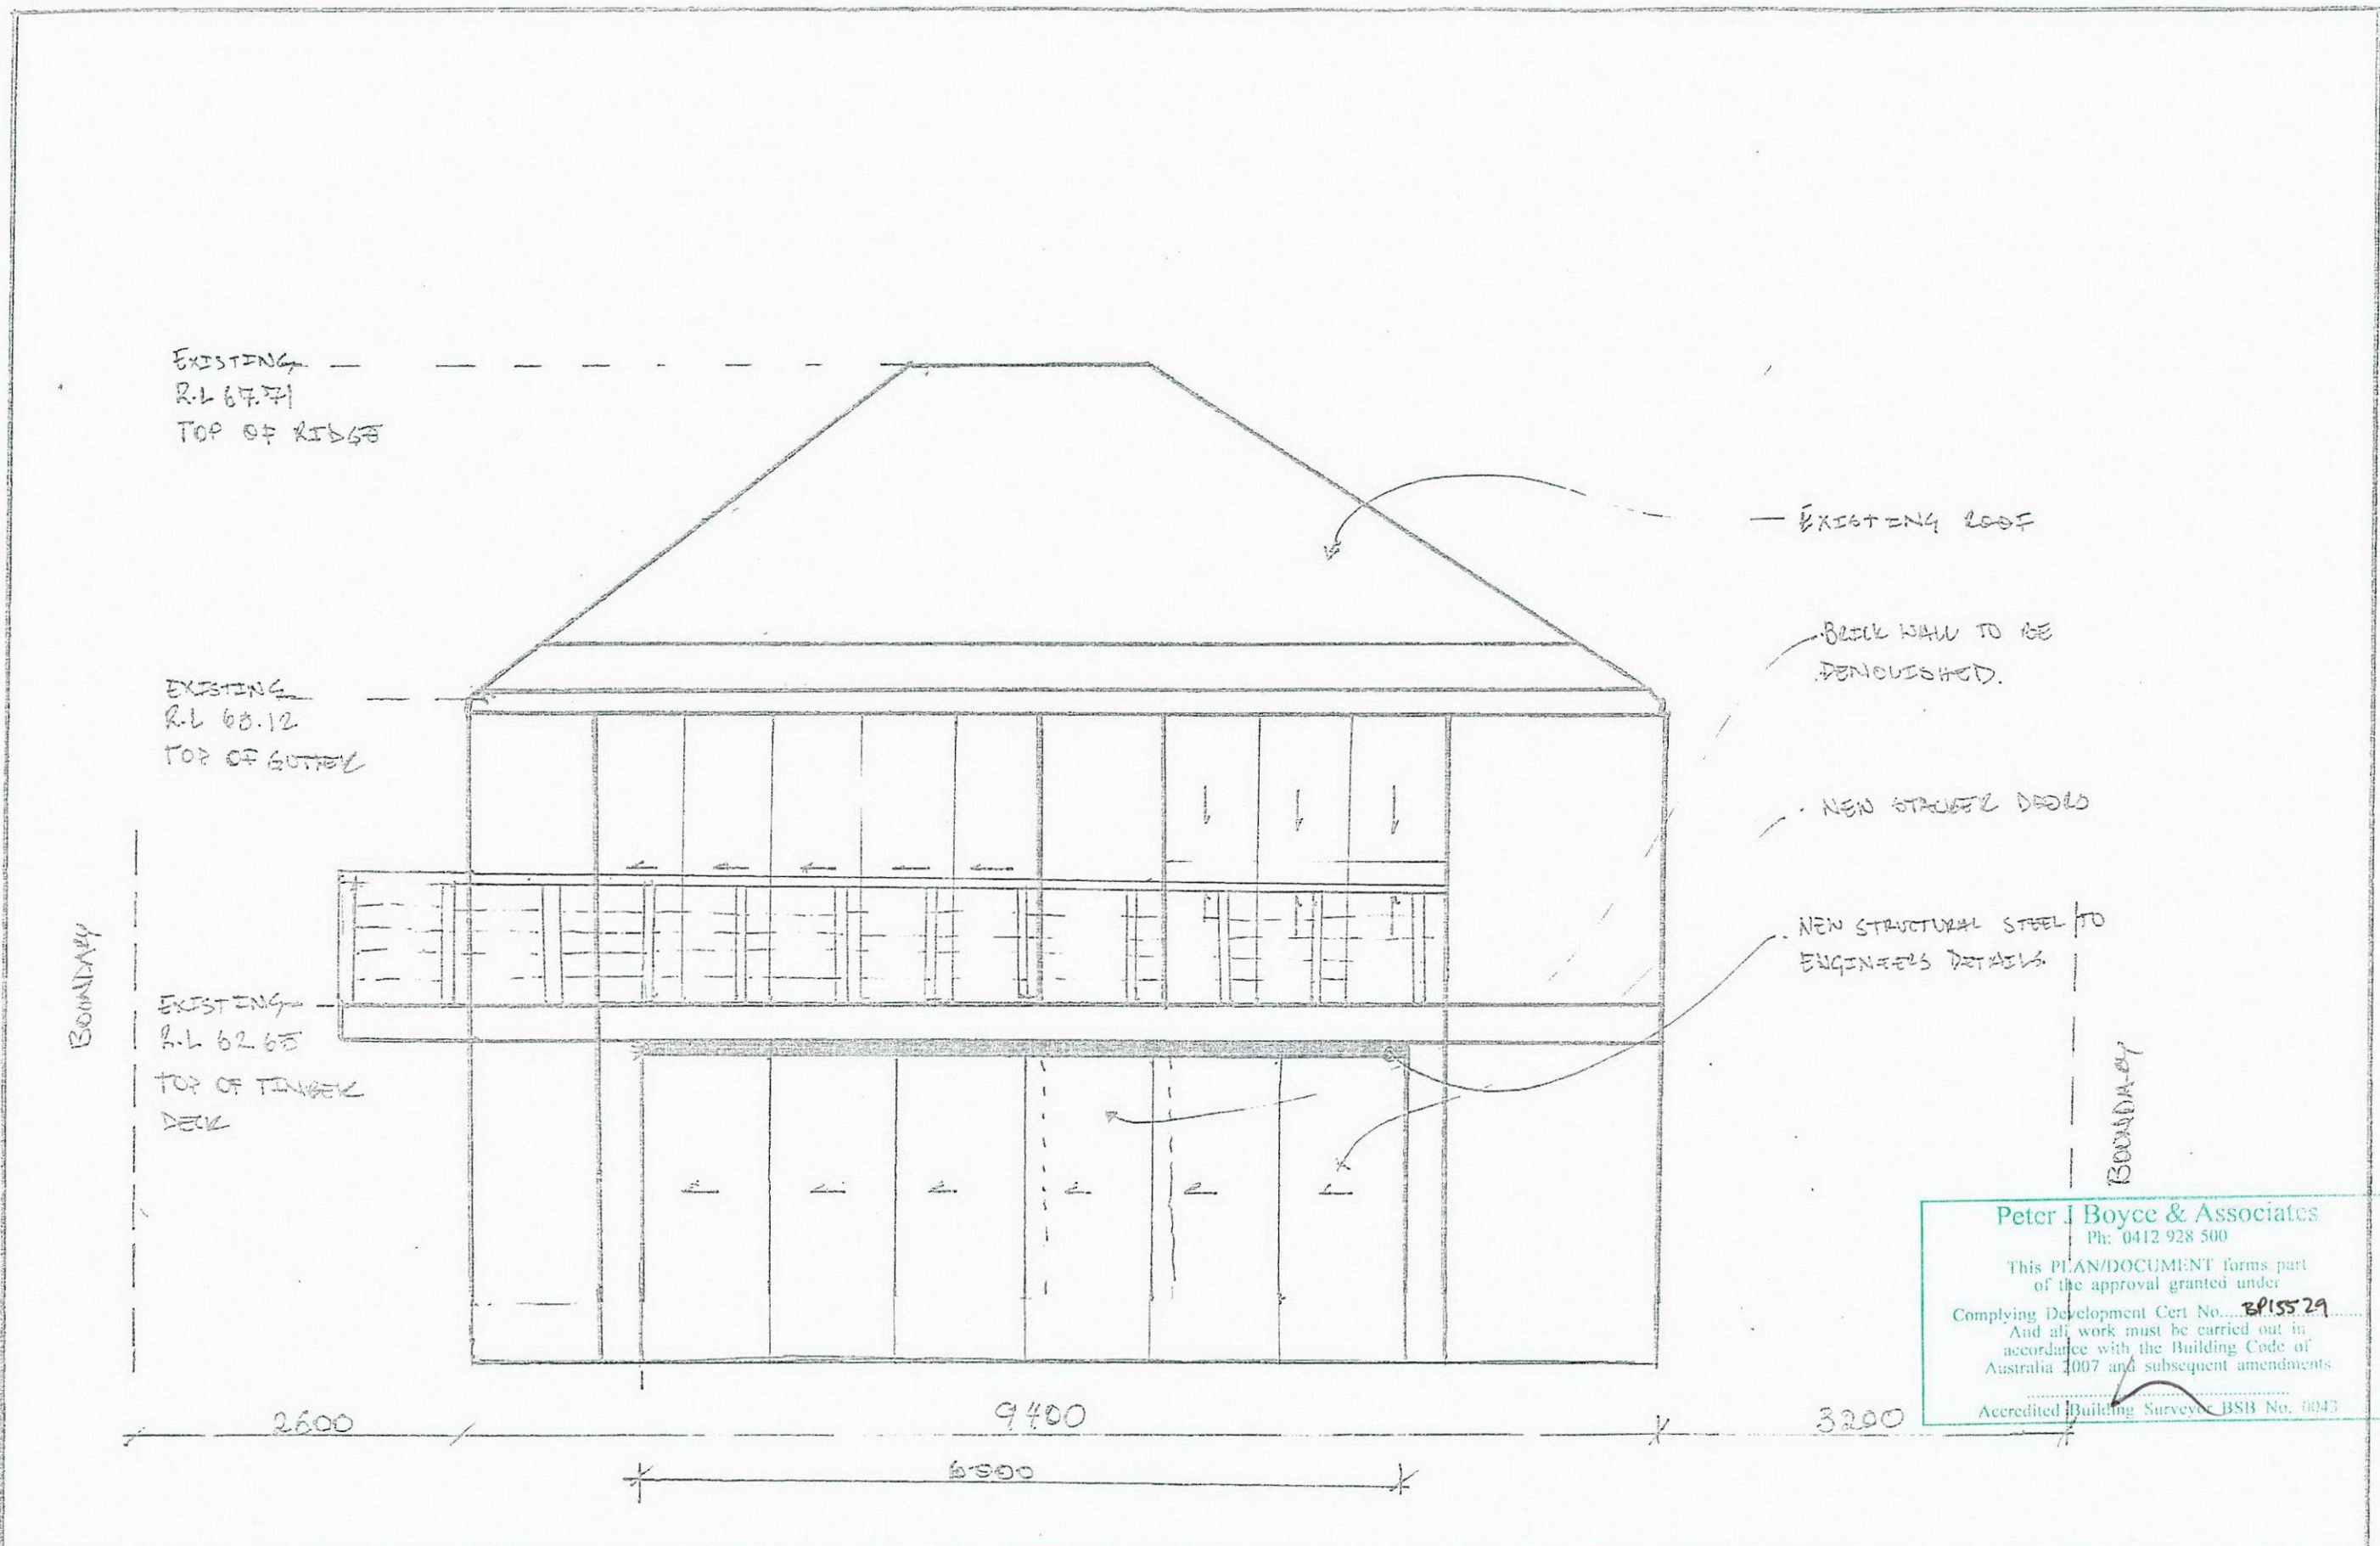 EXISTING
R.L 67.71
TOP OF RIDGE
EXISTING ROOF
BRICK WALL TO BE
DEMOLISHED.
EXISTING
R.L 65.12
TOP OF GUTTER
NEW STACKER DOORS
NEW STRUCTURAL STEEL TO
ENGINEERS DETAILS
BOUNDARY
EXISTING
R.L 62.65
TOP OF TIMBER
DECK
BOUNDARY
Peter J Boyce & Associates
Ph: 0412 928 500
This PLAN/DOCUMENT forms part
of the approval granted under
Complying Development Cert No. BP15529
And all work must be carried out in
accordance with the Building Code of
Australia 2007 and subsequent amendments
Accredited Building Surveyor BSB No. 0043
2600
9400
3200
6000